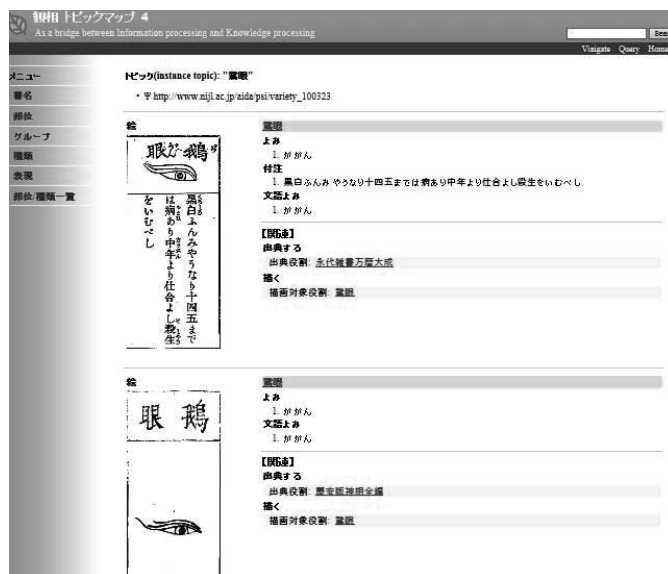 観相 トピックマップ 4
As a bridge between Information processing and Knowledge processing
Sear
Vizigate Query Home
メニュー
書名
部位
グループ
種類
表現
部位/種類一覧
トピック(instance topic): "鵞眼"
• Ψ http://www.nijl.ac.jp/aida/psi/variety_100323
絵
鵞眼
よみ
1. ががん
付注
1. 黒白ふんみやうなり十四五までは病あり中年より仕合よし殺生をいむべし
文語よみ
1. ががん
【関連】
出典する
出典役割: 永代雑書万暦大成
描く
描画対象役割: 鵞眼
鵞眼
黒白ふんみやうなり十四五まで
は病あり中年より仕合よし殺生
をいむべし
絵
鵞眼
よみ
1. ががん
文語よみ
1. ががん
【関連】
出典する
出典役割: 慶安版神相全編
描く
描画対象役割: 鵞眼
鵞眼